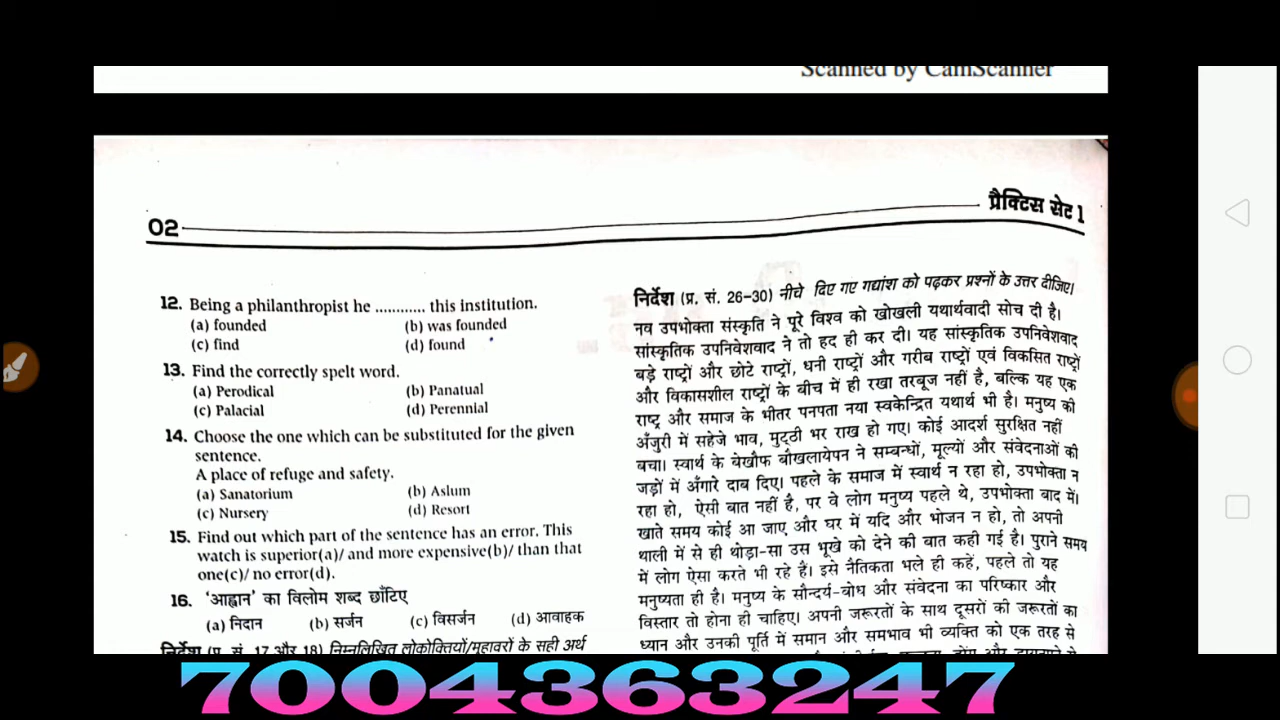 Scanned by CamScanner
02
प्रैक्टिस सेट 1
12. Being a philanthropist he ............ this institution.
(a) founded (b) was founded
(c) find (d) found
13. Find the correctly spelt word.
(a) Perodical (b) Panatual
(c) Palacial (d) Perennlal
14. Choose the one which can be substituted for the given
sentence.
A place of refuge and safety.
(a) Sanatorium (b) Aslum
(c) Nursery (d) Resort
15. Find out which part of the sentence has an error. This
watch is superior(a)/ and more expensive(b)/ than that
one(c)/ no error(d).
16. 'आह्वान' का विलोम शब्द छाँटिए
(a) निदान (b) सर्जन (c) विसर्जन (d) आवाहक
निर्देश (प्र. सं. 17 और 18) निम्नलिखित लोकोक्तियों/मुहावरों के सही अर्थ
निर्देश (प्र. सं. 26-30) नीचे दिए गए गद्यांश को पढ़कर प्रश्नों के उत्तर दीजिए।
नव उपभोक्ता संस्कृति ने पूरे विश्व को खोखली यथार्थवादी सोच दी है।
सांस्कृतिक उपनिवेशवाद ने तो हद ही कर दी। यह सांस्कृतिक उपनिवेशवाद
बड़े राष्ट्रों और छोटे राष्ट्रों, धनी राष्ट्रों और गरीब राष्ट्रों एवं विकसित राष्ट्रों
और विकासशील राष्ट्रों के बीच में ही रखा तरबूज नहीं है, बल्कि यह एक
राष्ट्र और समाज के भीतर पनपता नया स्वकेन्द्रित यथार्थ भी है। मनुष्य की
अँजुरी में सहेजे भाव, मुट्ठी भर राख हो गए। कोई आदर्श सुरक्षित नहीं
बचा। स्वार्थ के बेखौफ बौखलायेपन ने सम्बन्धों, मूल्यों और संवेदनाओं की
जड़ों में अँगारे दाब दिए। पहले के समाज में स्वार्थ न रहा हो, उपभोक्ता न
रहा हो, ऐसी बात नहीं है, पर वे लोग मनुष्य पहले थे, उपभोक्ता बाद में।
खाते समय कोई आ जाए और घर में यदि और भोजन न हो, तो अपनी
थाली में से ही थोड़ा-सा उस भूखे को देने की बात कही गई है। पुराने समय
में लोग ऐसा करते भी रहे हैं। इसे नैतिकता भले ही कहें, पहले तो यह
मनुष्यता ही है। मनुष्य के सौन्दर्य-बोध और संवेदना का परिष्कार और
विस्तार तो होना ही चाहिए। अपनी जरूरतों के साथ दूसरों की जरूरतों का
ध्यान और उनकी पूर्ति में समान और समभाव भी व्यक्ति को एक तरह से
7004363247